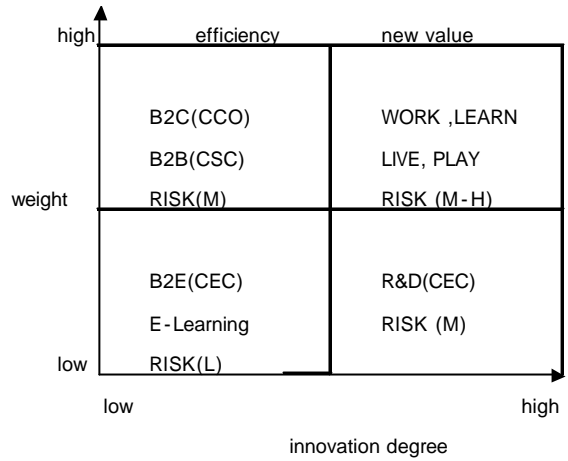 high efficiency new value
B2C(CCO) WORK ,LEARN
B2B(CSC) LIVE, PLAY
weight RISK(M) RISK (M-H)
B2E(CEC) R&D(CEC)
E-Learning RISK (M)
low RISK(L)
low high
innovation degree